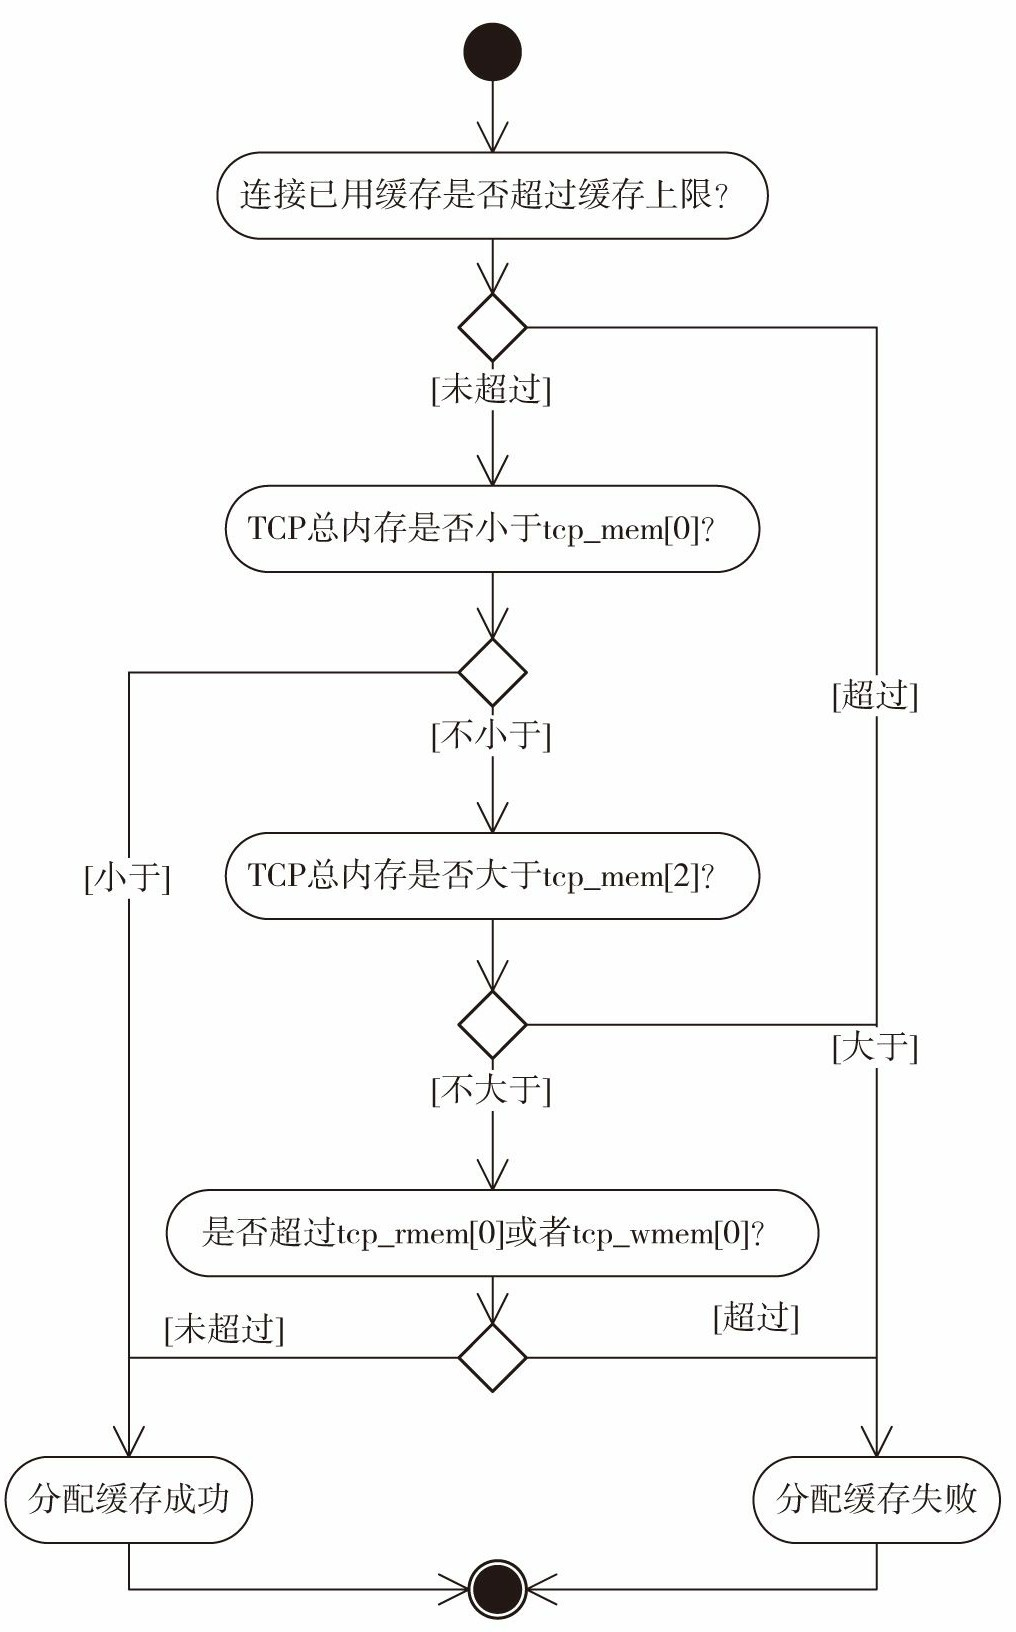 连接已用缓存是否超过缓存上限?
[未超过]
TCP总内存是否小于tcp_mem[0]?
[超过]
[不小于]
[小于]
TCP总内存是否大于tcp_mem[2]?
[大于]
[不大于]
是否超过tcp_rmem[0]或者tcp_wmem[0]?
[未超过]
[超过]
分配缓存成功
分配缓存失败